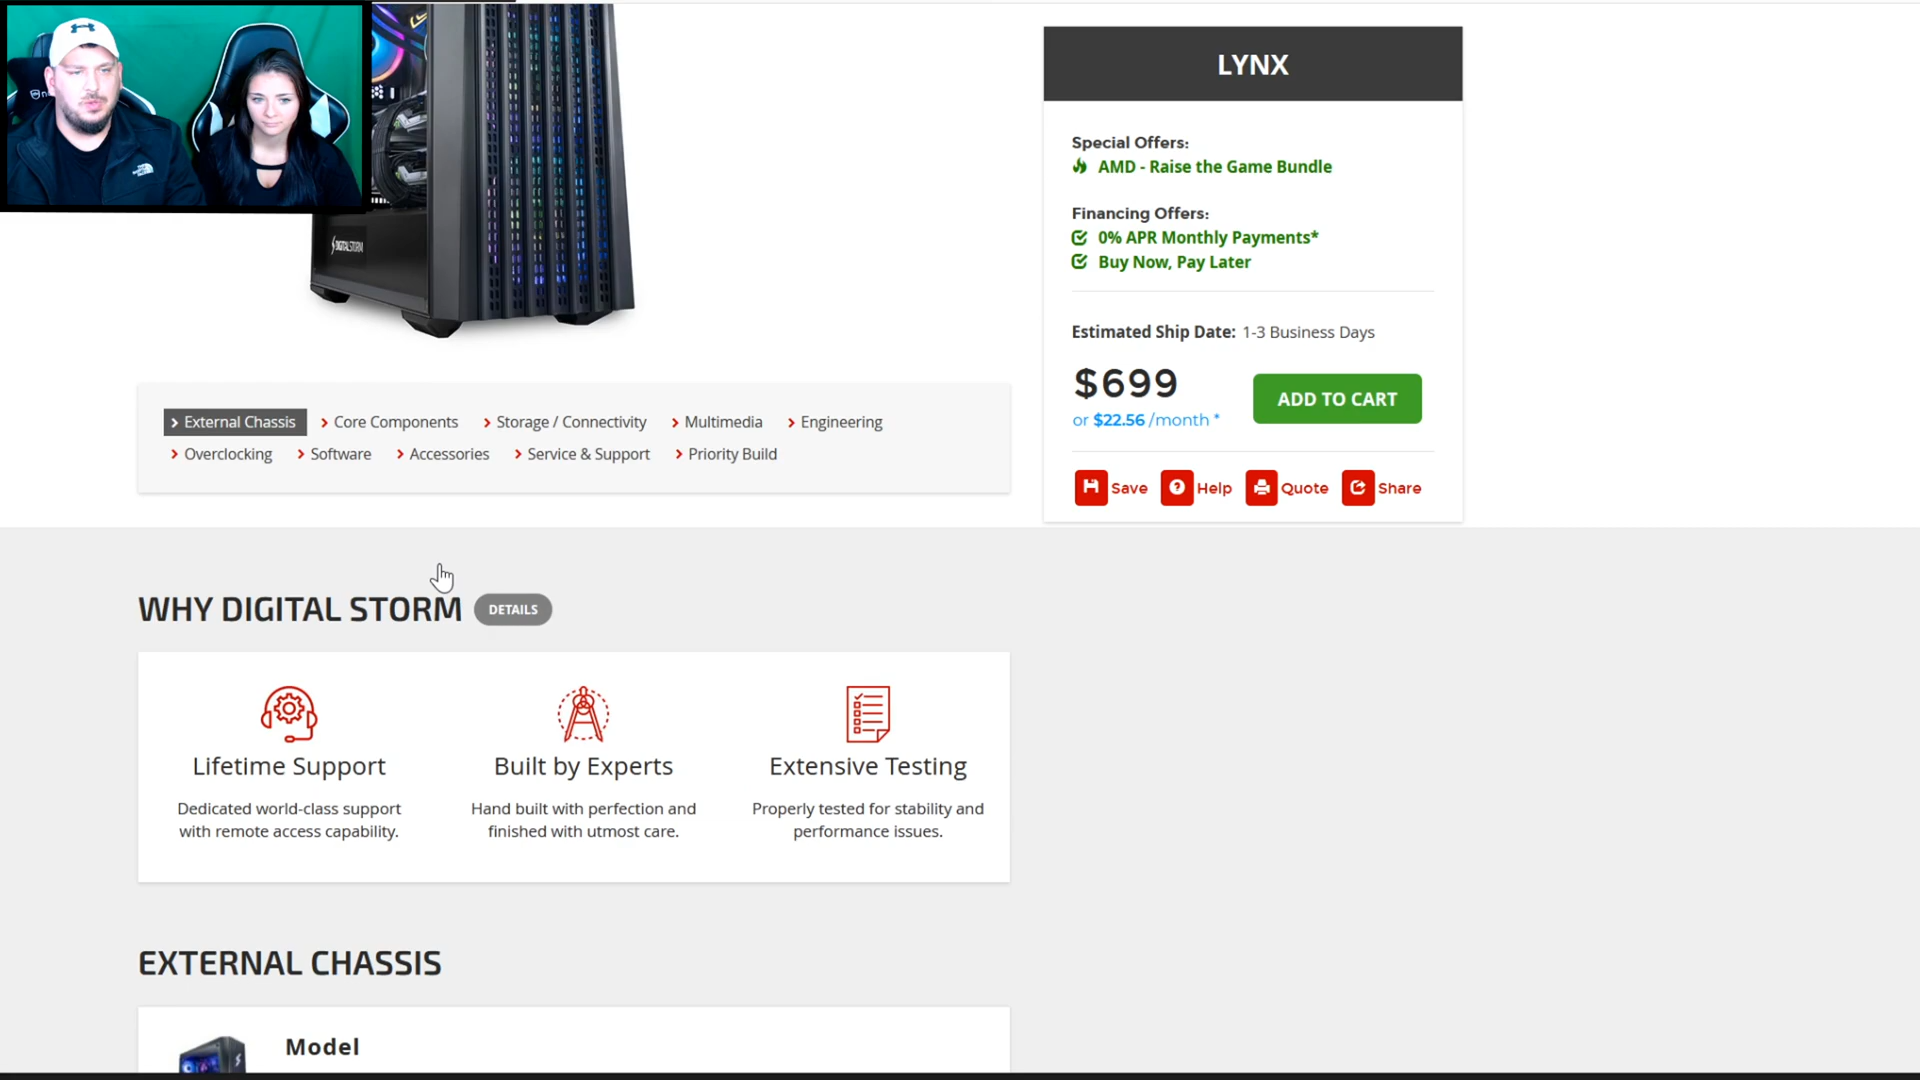 DIGITAL STORM
LYNX
Special Offers:
AMD - Raise the Game Bundle
Financing Offers:
0% APR Monthly Payments*
Buy Now, Pay Later
Estimated Ship Date: 1-3 Business Days
$699
or $22.56 /month *
ADD TO CART
Save Help Quote Share
External Chassis Core Components Storage / Connectivity Multimedia Engineering
Overclocking Software Accessories Service & Support Priority Build
WHY DIGITAL STORM DETAILS
Lifetime Support
Dedicated world-class support
with remote access capability.
Built by Experts
Hand built with perfection and
finished with utmost care.
Extensive Testing
Properly tested for stability and
performance issues.
EXTERNAL CHASSIS
Model